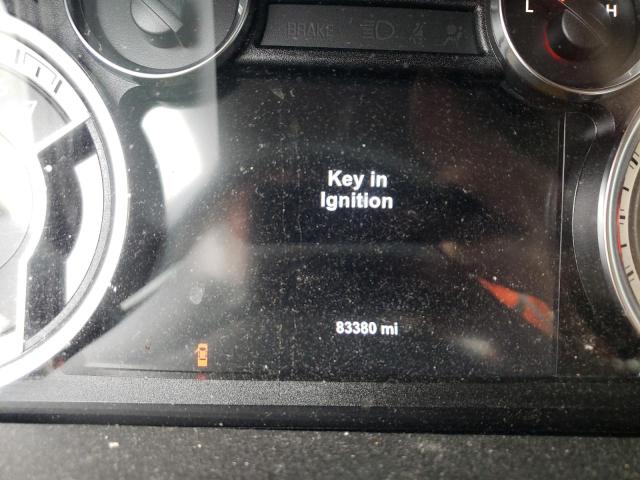 L H
BRAKE
Key in
Ignition
83380 mi